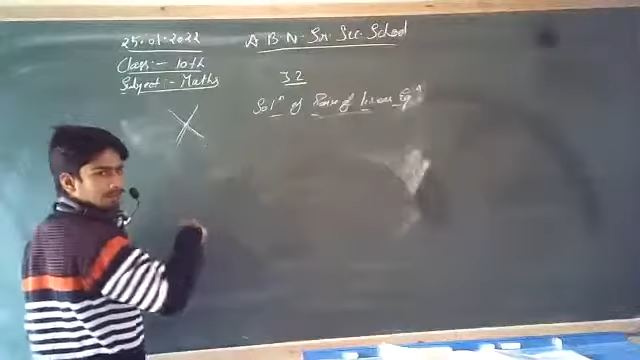 25.01.2022
A B N. Sr. Sec. School
Class:- 10th
Subject:- Maths
3.2
Solⁿ of Pair of linear Eqⁿ